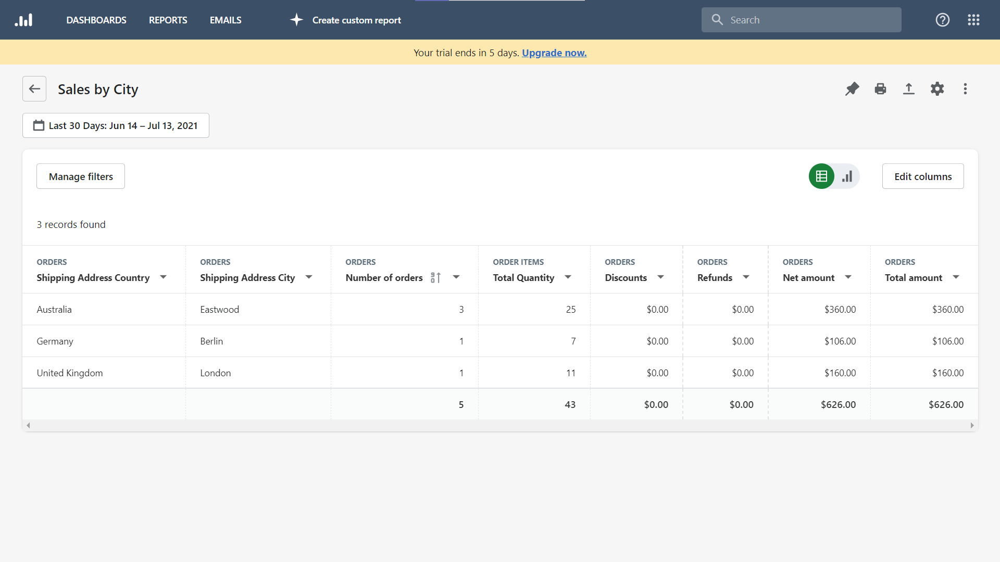 DASHBOARDS REPORTS EMAILS Create custom report Search
Your trial ends in 5 days. Upgrade now.
Sales by City
Last 30 Days: Jun 14 – Jul 13, 2021
Manage filters Edit columns
3 records found
ORDERS ORDERS ORDERS ORDER ITEMS ORDERS ORDERS ORDERS ORDERS
Shipping Address Country Shipping Address City Number of orders Total Quantity Discounts Refunds Net amount Total amount
Australia Eastwood 3 25 $0.00 $0.00 $360.00 $360.00
Germany Berlin 1 7 $0.00 $0.00 $106.00 $106.00
United Kingdom London 1 11 $0.00 $0.00 $160.00 $160.00
5 43 $0.00 $0.00 $626.00 $626.00